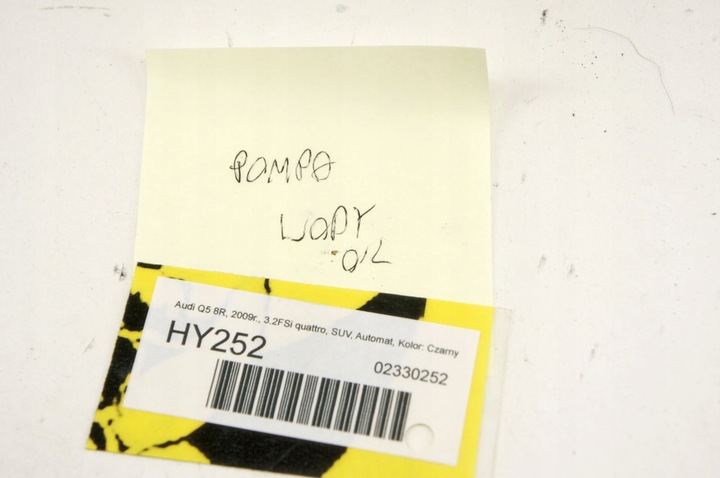 POMPA
WODY
OIL
Audi Q5 8R, 2009r., 3.2FSi quattro, SUV, Automat, Kolor: Czarny
HY252
02330252